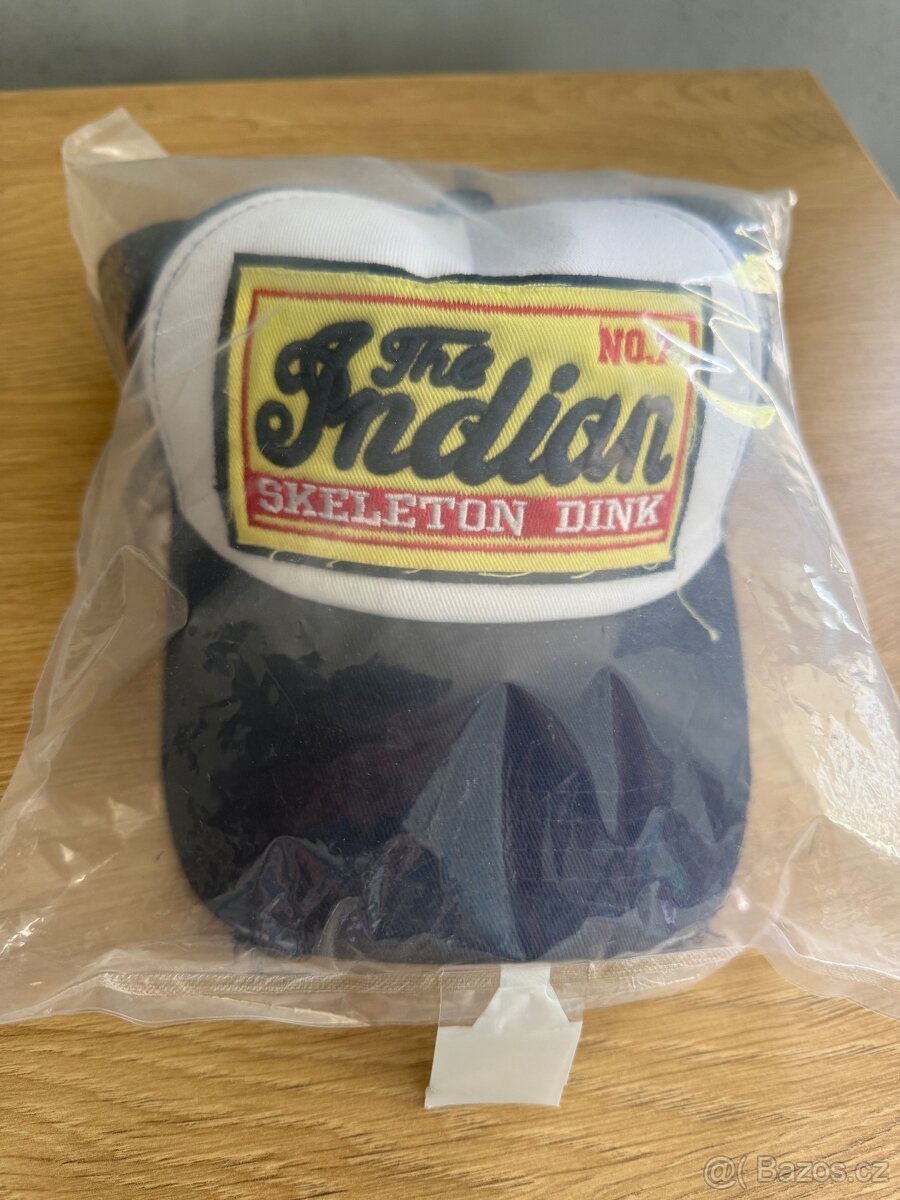 NO.
The
Indian
SKELETON DINK
@( Bazos.cz